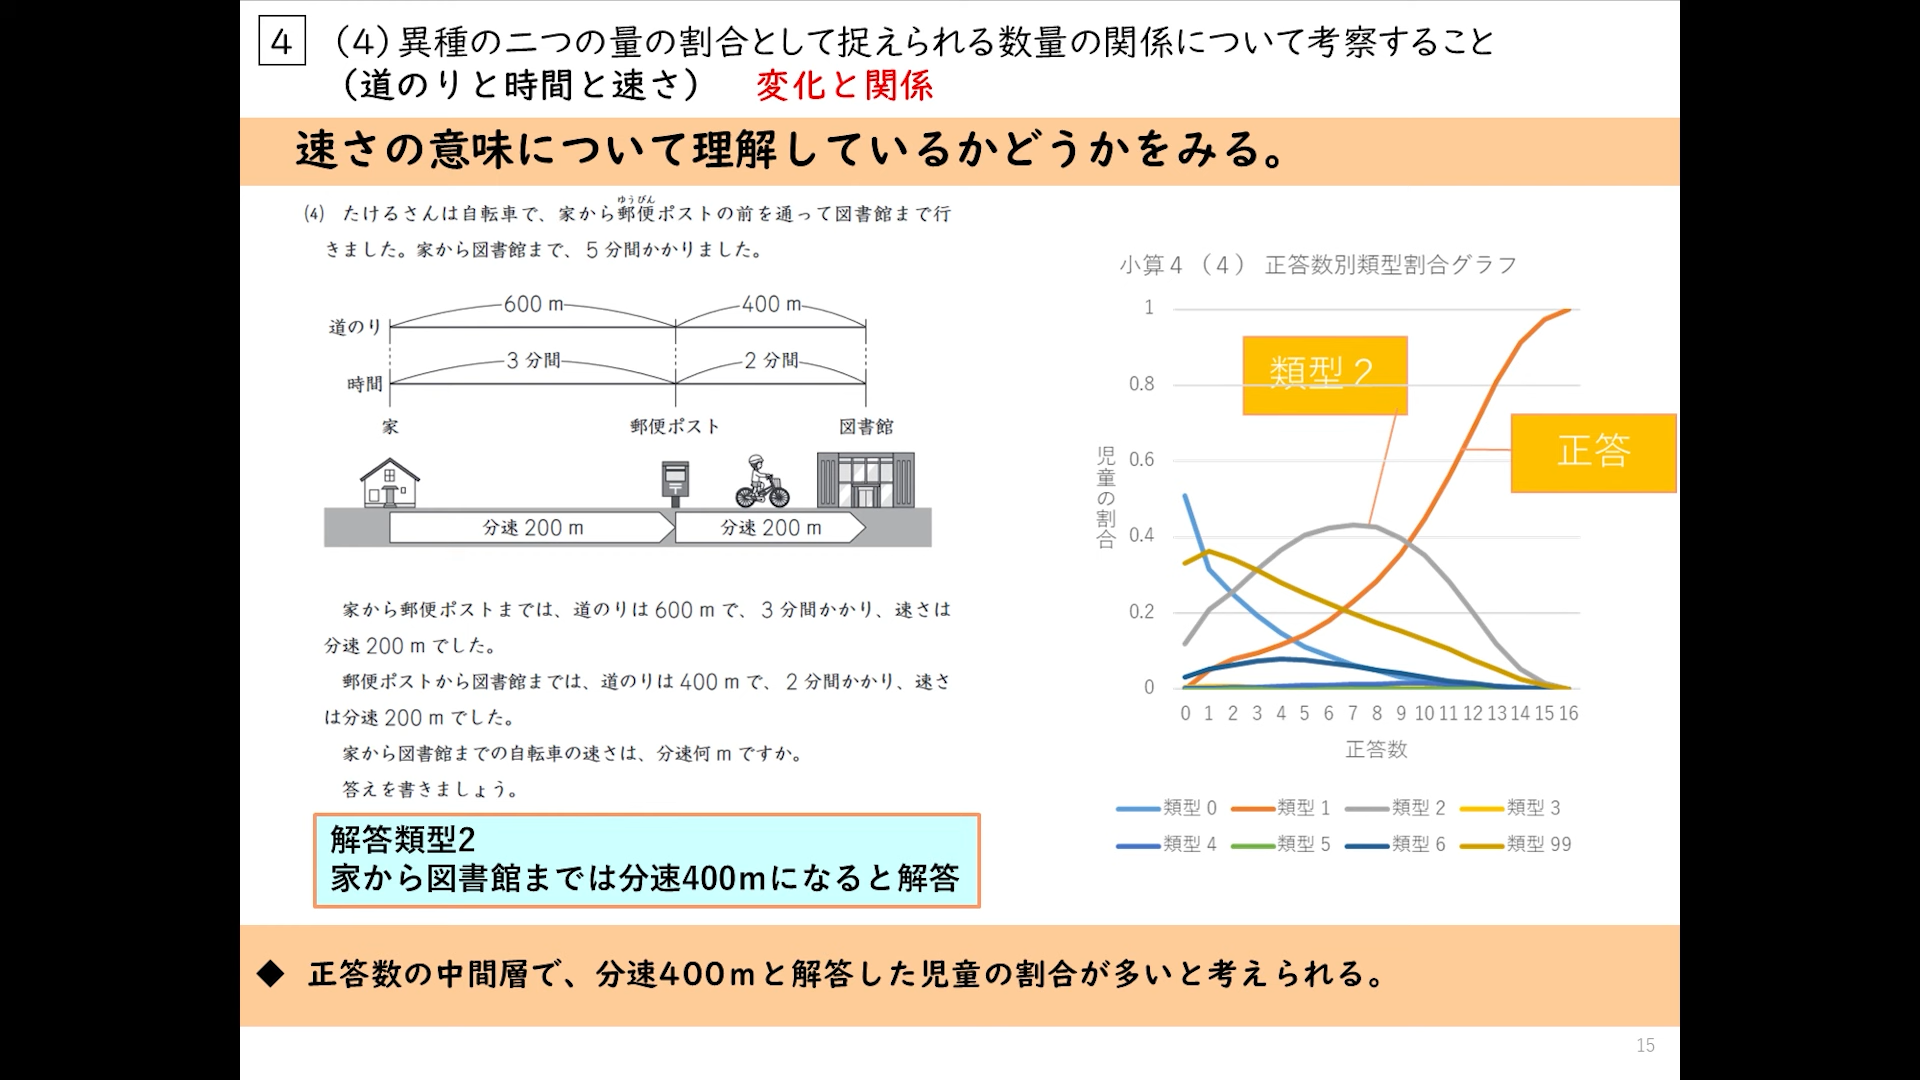 4 （4）異種の二つの量の割合として捉えられる数量の関係について考察すること
（道のりと時間と速さ） 変化と関係
速さの意味について理解しているかどうかをみる。
(4) たけるさんは自転車で、家から郵便ポストの前を通って図書館まで行
ゆうびん
きました。家から図書館まで、5分間かかりました。
600 m 400 m
道のり
3 分間 2 分間
時間
家 郵便ポスト 図書館
〒
分速 200 m 分速 200 m
家から郵便ポストまでは、道のりは 600 m で、3 分間かかり、速さは
分速 200 m でした。
郵便ポストから図書館までは、道のりは 400 m で、2 分間かかり、速さ
は分速 200 m でした。
家から図書館までの自転車の速さは、分速何 m ですか。
答えを書きましょう。
解答類型2
家から図書館までは分速400mになると解答
小算４（４） 正答数別類型割合グラフ
1
0.8
0.6
0.4
0.2
0
児童の割合
類型２
正答
0 1 2 3 4 5 6 7 8 9 10 11 12 13 14 15 16
正答数
類型 0 類型 1 類型 2 類型 3
類型 4 類型 5 類型 6 類型 99
◆ 正答数の中間層で、分速400ｍと解答した児童の割合が多いと考えられる。
15